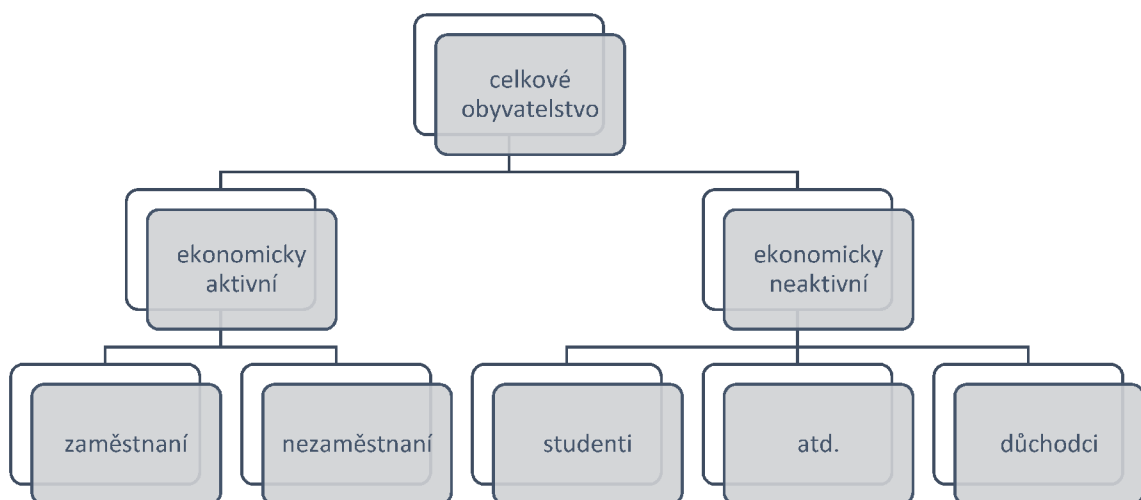 celkové
obyvatelstvo
ekonomicky
aktivní
ekonomicky
neaktivní
zaměstnaní
nezaměstnaní
studenti
atd.
důchodci